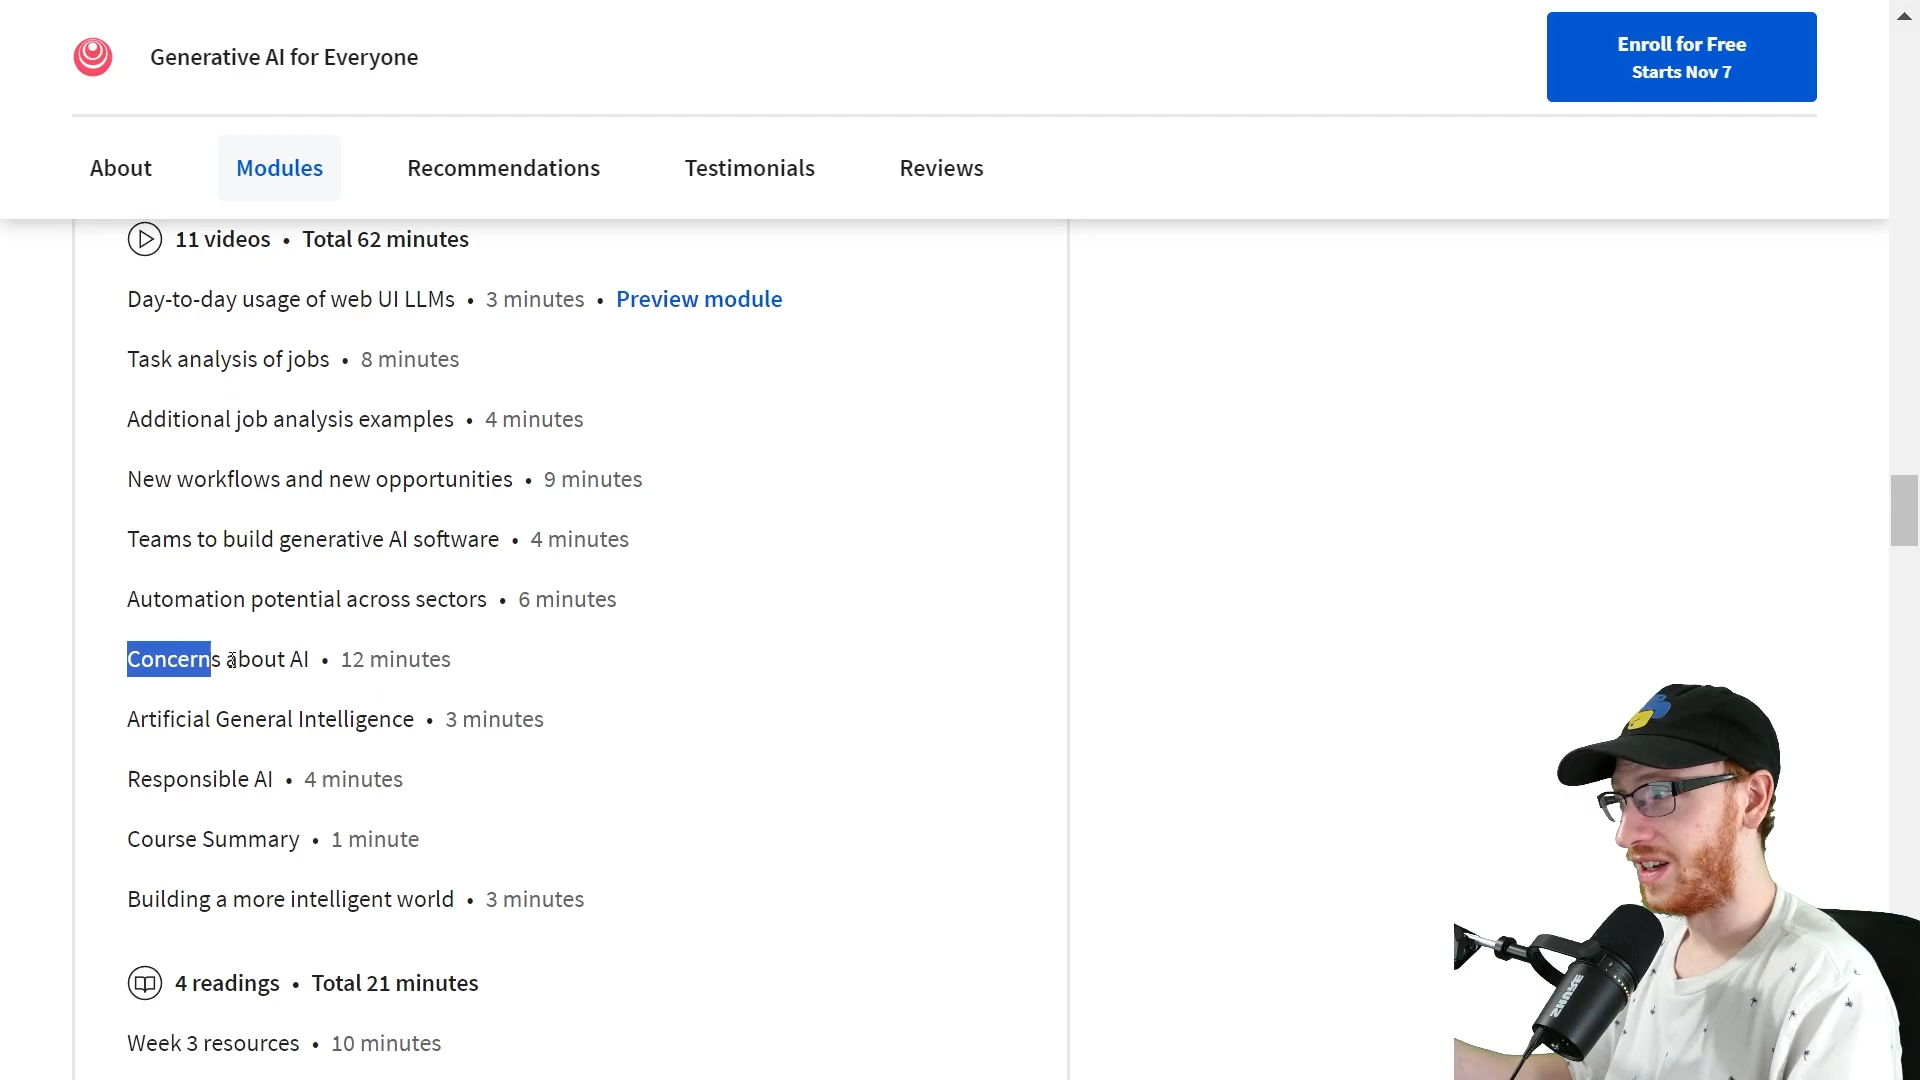 Generative AI for Everyone
Enroll for Free
Starts Nov 7
About
Modules
Recommendations
Testimonials
Reviews
11 videos • Total 62 minutes
Day-to-day usage of web UI LLMs • 3 minutes • Preview module
Task analysis of jobs • 8 minutes
Additional job analysis examples • 4 minutes
New workflows and new opportunities • 9 minutes
Teams to build generative AI software • 4 minutes
Automation potential across sectors • 6 minutes
Concerns about AI • 12 minutes
Artificial General Intelligence • 3 minutes
Responsible AI • 4 minutes
Course Summary • 1 minute
Building a more intelligent world • 3 minutes
4 readings • Total 21 minutes
Week 3 resources • 10 minutes
SHURE